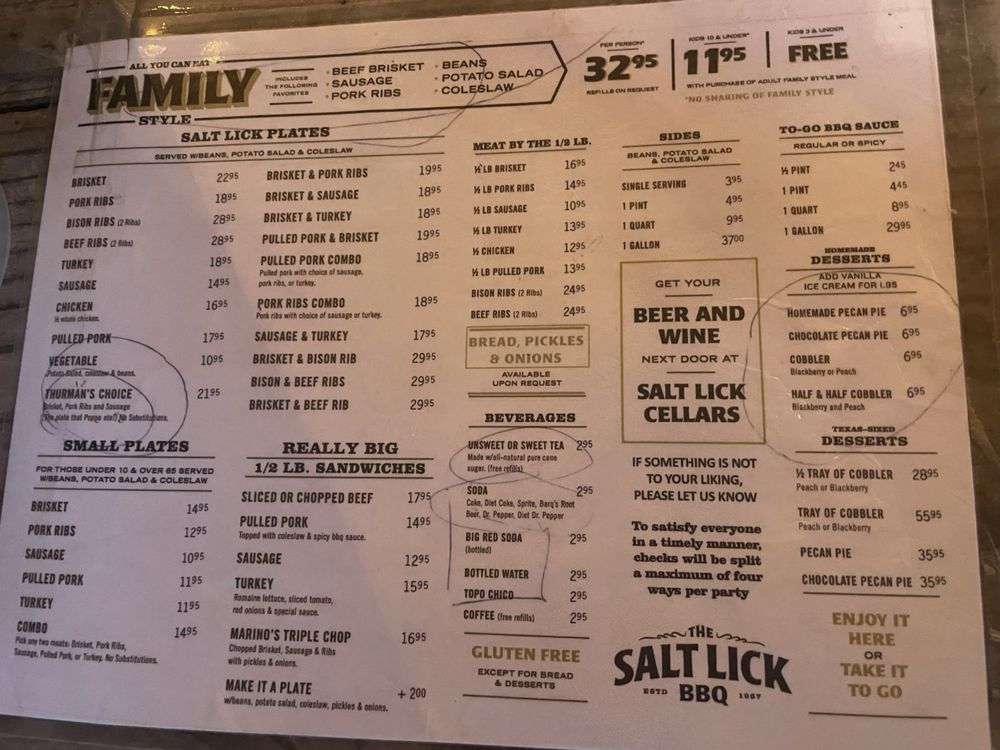 ALL YOU CAN EAT
FAMILY
STYLE
INCLUDES
THE FOLLOWING
FAVORITES
• BEEF BRISKET
• SAUSAGE
• PORK RIBS
• BEANS
• POTATO SALAD
• COLESLAW
PER PERSON*
32 95
REFILLS ON REQUEST
KIDS 10 & UNDER*
11 95
KIDS 3 & UNDER
FREE
WITH PURCHASE OF ADULT FAMILY STYLE MEAL
*NO SHARING OF FAMILY STYLE
SALT LICK PLATES
SERVED W/BEANS, POTATO SALAD & COLESLAW
BRISKET 22 95
PORK RIBS 18 95
BISON RIBS (2 Ribs) 28 95
BEEF RIBS (2 Ribs) 28 95
TURKEY 18 95
SAUSAGE 14 95
CHICKEN 16 95
½ whole chicken.
PULLED PORK 17 95
VEGETABLE 10 95
Potato Salad, coleslaw & beans.
THURMAN'S CHOICE 21 95
Brisket, Pork Ribs and Sausage
(The plate that Poppa ate!) No Substitutions.
BRISKET & PORK RIBS 19 95
BRISKET & SAUSAGE 18 95
BRISKET & TURKEY 18 95
PULLED PORK & BRISKET 19 95
PULLED PORK COMBO 18 95
Pulled pork with choice of sausage,
pork ribs, or turkey.
PORK RIBS COMBO 18 95
Pork ribs with choice of sausage or turkey.
SAUSAGE & TURKEY 17 95
BRISKET & BISON RIB 29 95
BISON & BEEF RIBS 29 95
BRISKET & BEEF RIB 29 95
SMALL PLATES
FOR THOSE UNDER 10 & OVER 65 SERVED
W/BEANS, POTATO SALAD & COLESLAW
BRISKET 14 95
PORK RIBS 12 95
SAUSAGE 10 95
PULLED PORK 11 95
TURKEY 11 95
COMBO 14 95
Pick any two meats: Brisket, Pork Ribs,
Sausage, Pulled Pork, or Turkey. No Substitutions.
REALLY BIG
1/2 LB. SANDWICHES
SLICED OR CHOPPED BEEF 17 95
PULLED PORK 14 95
Topped with coleslaw & spicy bbq sauce.
SAUSAGE 12 95
TURKEY 15 95
Romaine lettuce, sliced tomato,
red onions & special sauce.
MARINO'S TRIPLE CHOP 16 95
Chopped Brisket, Sausage & Ribs
with pickles & onions.
MAKE IT A PLATE + 2 00
w/beans, potato salad, coleslaw, pickles & onions.
MEAT BY THE 1/2 LB.
½ LB BRISKET 16 95
½ LB PORK RIBS 14 95
½ LB SAUSAGE 10 95
½ LB TURKEY 13 95
½ CHICKEN 12 95
½ LB PULLED PORK 13 95
BISON RIBS (2 Ribs) 24 95
BEEF RIBS (2 Ribs) 24 95
BREAD, PICKLES
& ONIONS
AVAILABLE
UPON REQUEST
BEVERAGES
UNSWEET OR SWEET TEA 2 95
Made w/all-natural pure cane
sugar. (free refills)
SODA 2 95
Coke, Diet Coke, Sprite, Barq's Root
Beer, Dr. Pepper, Diet Dr. Pepper
BIG RED SODA 2 95
(bottled)
BOTTLED WATER 2 95
TOPO CHICO 2 95
COFFEE (free refills) 2 95
GLUTEN FREE
EXCEPT FOR BREAD
& DESSERTS
SIDES
BEANS, POTATO SALAD
& COLESLAW
SINGLE SERVING 3 95
1 PINT 4 95
1 QUART 9 95
1 GALLON 37 00
GET YOUR
BEER AND
WINE
NEXT DOOR AT
SALT LICK
CELLARS
IF SOMETHING IS NOT
TO YOUR LIKING,
PLEASE LET US KNOW
To satisfy everyone
in a timely manner,
checks will be split
a maximum of four
ways per party
THE
SALT LICK
ESTD BBQ 1967
TO-GO BBQ SAUCE
REGULAR OR SPICY
½ PINT 2 45
1 PINT 4 45
1 QUART 8 95
1 GALLON 29 95
HOMEMADE
DESSERTS
ADD VANILLA
ICE CREAM FOR 1.95
HOMEMADE PECAN PIE 6 95
CHOCOLATE PECAN PIE 6 95
COBBLER 6 95
Blackberry or Peach
HALF & HALF COBBLER 6 95
Blackberry and Peach
TEXAS-SIZED
DESSERTS
½ TRAY OF COBBLER 28 95
Peach or Blackberry
TRAY OF COBBLER 55 95
Peach or Blackberry
PECAN PIE 35 95
CHOCOLATE PECAN PIE 35 95
ENJOY IT
HERE
OR
TAKE IT
TO GO